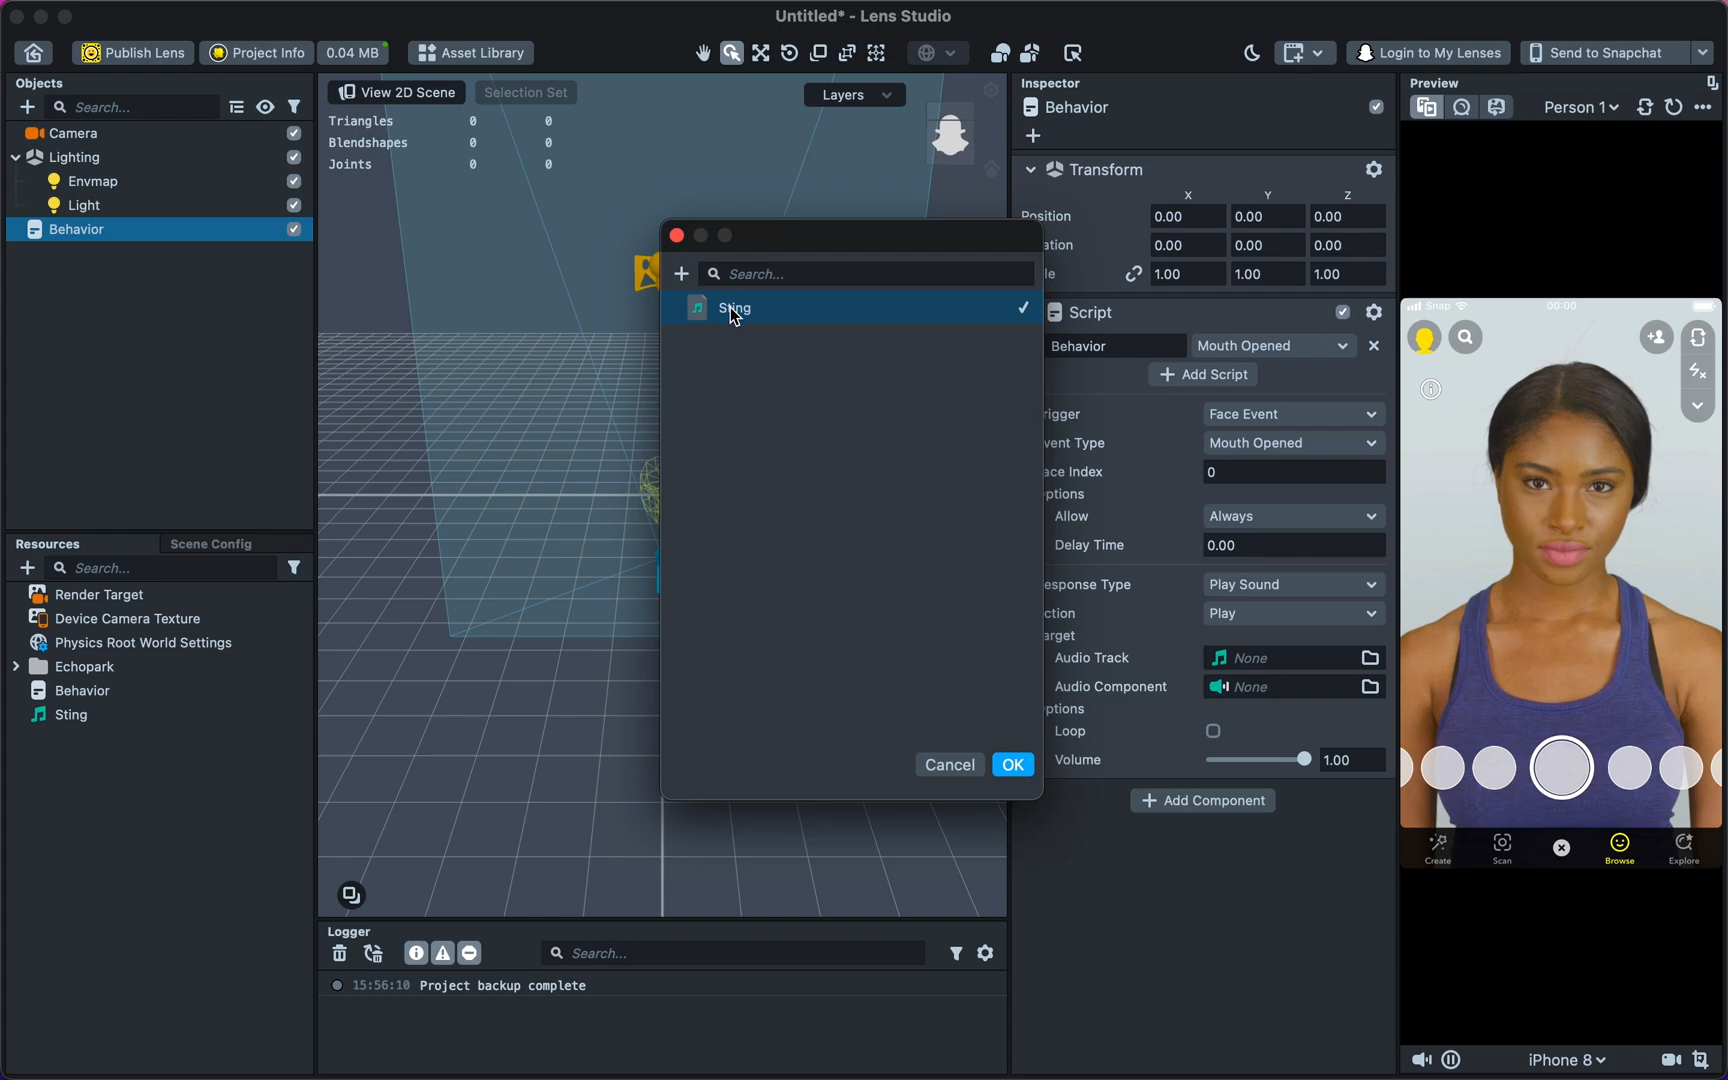 Untitled* - Lens Studio
Publish Lens
Project Info
0.04 MB
Asset Library
Login to My Lenses
Send to Snapchat
Objects
Search...
Camera
Lighting
Envmap
Light
Behavior
Resources
Scene Config
Search...
Render Target
Device Camera Texture
Physics Root World Settings
Echopark
Behavior
Sting
View 2D Scene
Selection Set
Layers
Triangles 0 0
Blendshapes 0 0
Joints 0 0
Search...
Sting
Cancel
OK
Logger
Search...
15:56:10 Project backup complete
Inspector
Behavior
Transform
X Y Z
Position 0.00 0.00 0.00
ation 0.00 0.00 0.00
le 1.00 1.00 1.00
Script
Behavior Mouth Opened
Add Script
rigger Face Event
vent Type Mouth Opened
ace Index 0
ptions
Allow Always
Delay Time 0.00
esponse Type Play Sound
ction Play
arget
Audio Track None
Audio Component None
ptions
Loop
Volume 1.00
Add Component
Preview
Person 1
Snap 00:00
Create
Scan
Browse
Explore
iPhone 8